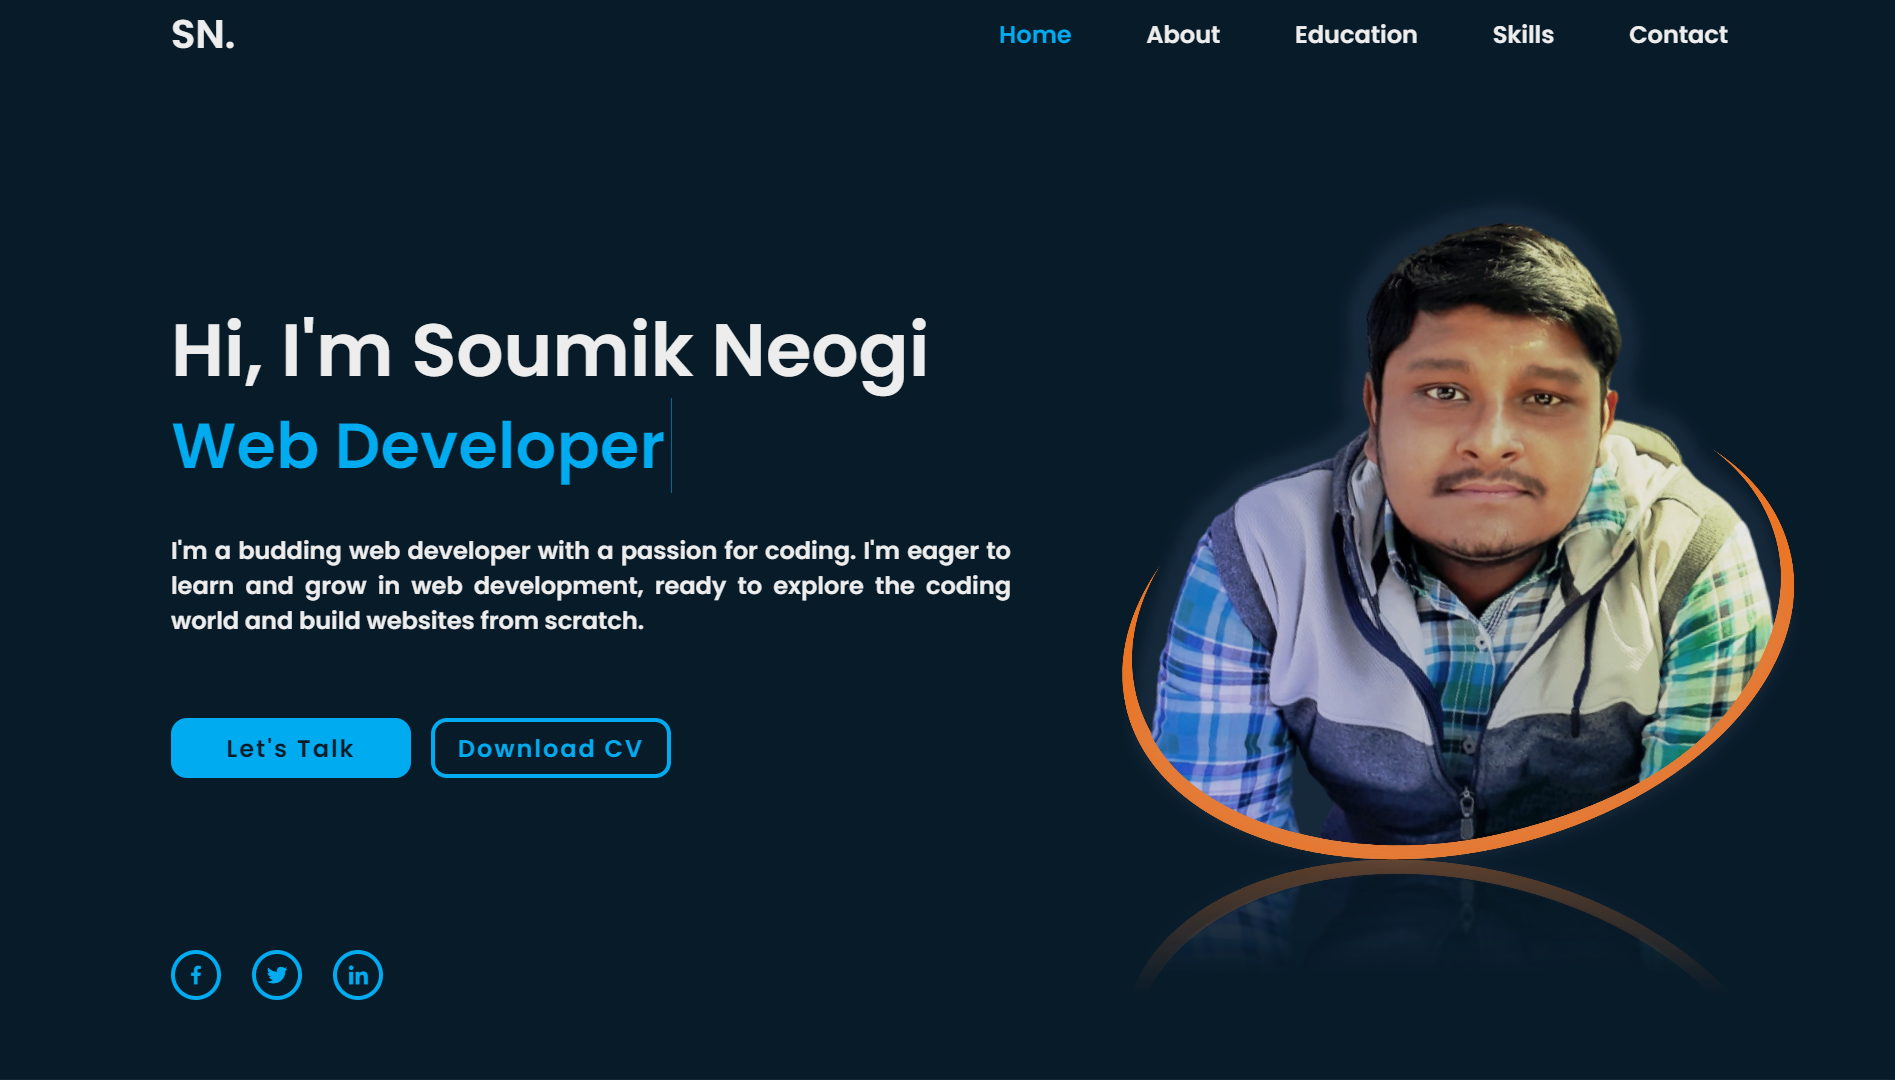 SN.
Home About Education Skills Contact
Hi, I'm Soumik Neogi
Web Developer
I'm a budding web developer with a passion for coding. I'm eager to
learn and grow in web development, ready to explore the coding
world and build websites from scratch.
Let's Talk Download CV